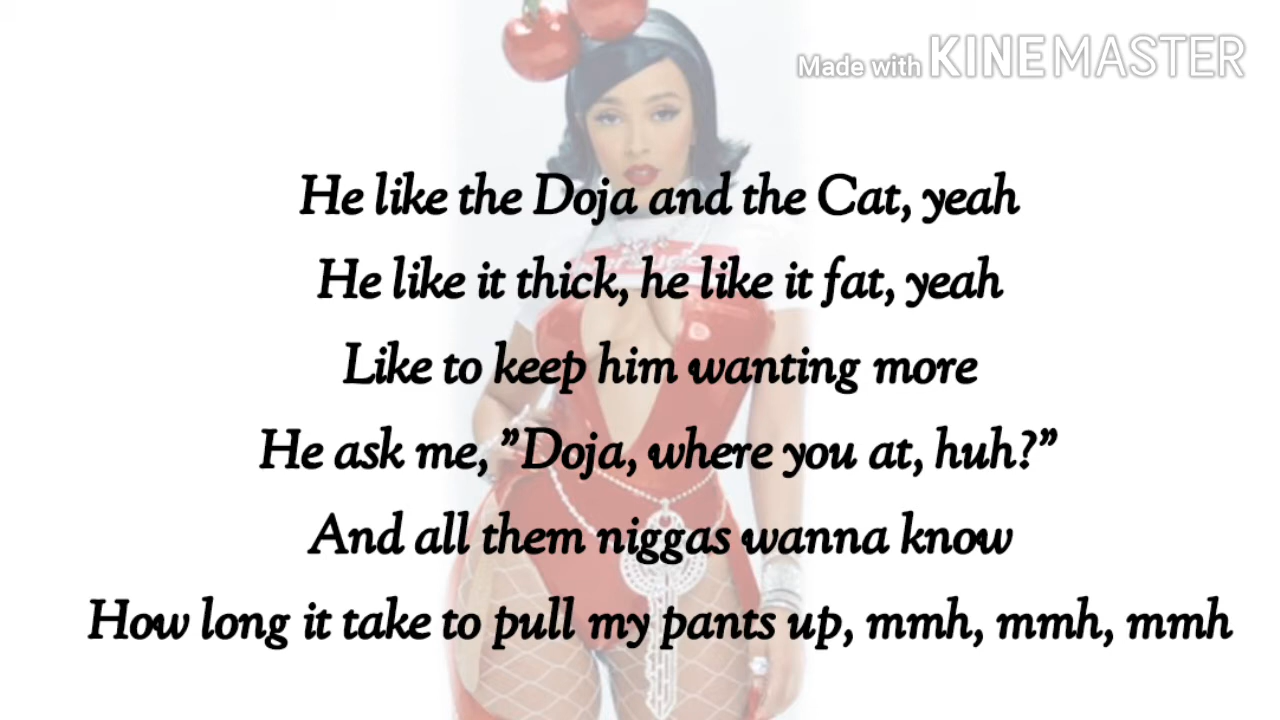 Made with KINEMASTER
He like the Doja and the Cat, yeah
He like it thick, he like it fat, yeah
Like to keep him wanting more
He ask me, ”Doja, where you at, huh?”
And all them niggas wanna know
How long it take to pull my pants up, mmh, mmh, mmh